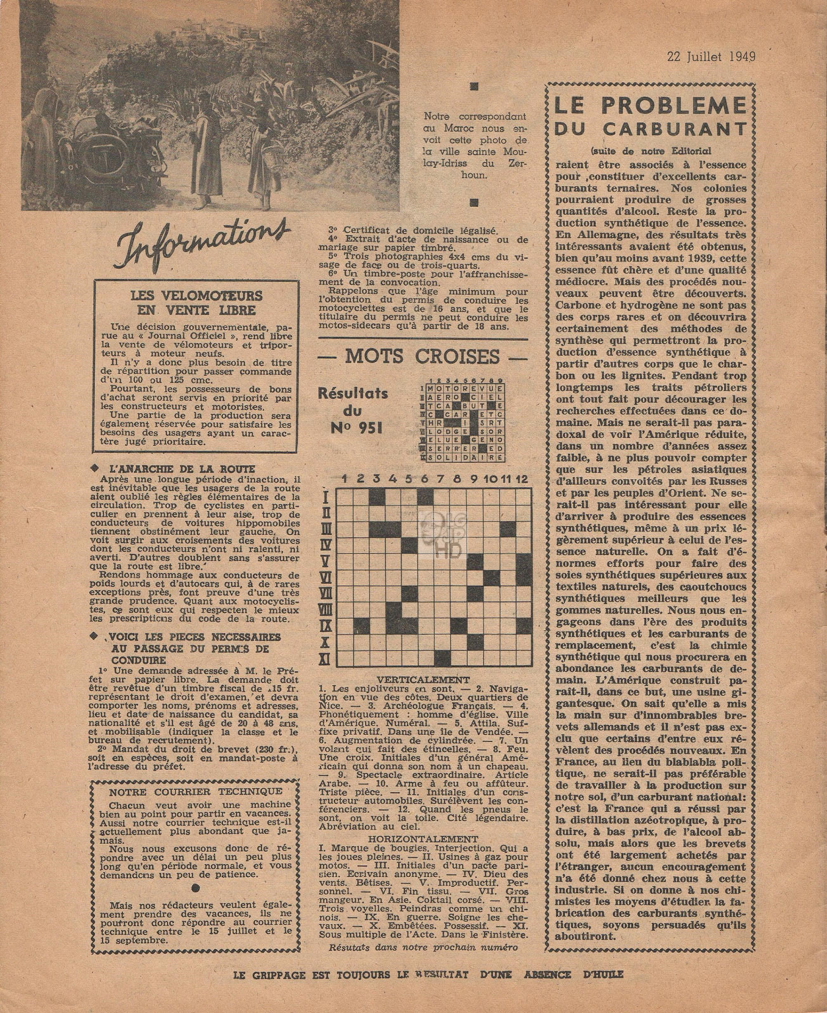 22 Juillet 1949
Notre correspondant
au Maroc nous en-
voit cette photo de
la ville sainte Mou-
lay-Idriss du Zer-
houn.
Informations
LES VELOMOTEURS
EN VENTE LIBRE
Une décision gouvernementale, pa-
rue au « Journal Officiel », rend libre
la vente de vélomoteurs et tripor-
teurs à moteur neufs.
Il n'y a donc plus besoin de titre
de répartition pour passer commande
d'un 100 ou 125 cmc.
Pourtant, les posseseurs de bons
d'achat seront servis en priorité par
les constructeurs et motoristes.
Une partie de la production sera
également réservée pour satisfaire les
besoins des usagers ayant un carac-
tère jugé prioritaire.
◆ L'ANARCHIE DE LA ROUTE
Après une longue période d'inaction, il
est inévitable que les usagers de la route
aient oublié les règles élémentaires de la
circulation. Trop de cyclistes en parti-
culier en prennent à leur aise, trop de
conducteurs de voitures hippomobiles
tiennent obstinément leur gauche. On
voit surgir aux croisements des voitures
dont les conducteurs n'ont ni ralenti, ni
averti. D'autres doublent sans s'assurer
que la route est libre.
Rendons hommage aux conducteurs de
poids lourds et d'autocars qui, à de rares
exceptions près, font preuve d'une très
grande prudence. Quant aux motocyclis-
tes, ce sont eux qui respectent le mieux
les prescriptions du code de la route.
◆ VOICI LES PIECES NECESSAIRES
AU PASSAGE DU PERMIS DE
CONDUIRE
1° Une demande adressée à M. le Pré-
fet sur papier libre. La demande doit
être revêtue d'un timbre fiscal de 15 fr.
représentant le droit d'examen, et devra
comporter les noms, prénoms et adresses,
lieu et date de naissance du candidat, sa
nationalité et s'il est âgé de 20 à 48 ans,
et mobilisable (indiquer la classe et le
bureau de recrutement).
2° Mandat du droit de brevet (230 fr.),
soit en espèces, soit en mandat-poste à
l'adresse du préfet.
NOTRE COURRIER TECHNIQUE
Chacun veut avoir une machine
bien au point pour partir en vacances.
Aussi notre courrier technique est-il
actuellement plus abondant que ja-
mais.
Nous nous excusons donc de ré-
pondre avec un délai un peu plus
long qu'en période normale, et vous
demandons un peu de patience.
Mais nos rédacteurs veulent égale-
ment prendre des vacances, ils ne
pourront donc répondre au courrier
technique entre le 15 juillet et le
15 septembre.
3° Certificat de domicile légalisé.
4° Extrait d'acte de naissance ou de
mariage sur papier timbré.
5° Trois photographies 4x4 cms du vi-
sage de face ou de trois-quarts.
6° Un timbre-poste pour l'affranchisse-
ment de la convocation.
Rappelons que l'âge minimum pour
l'obtention du permis de conduire les
motocyclettes est de 16 ans, et que le
titulaire du permis ne peut conduire les
motos-sidecars qu'à partir de 18 ans.
— MOTS CROISES —
Résultats
du
N° 951
1 2 3 4 5 6 7 8 9
MOTOREVUE
AERO CIEL
TCA BUT E
C CAR ETC
THR I SRT
LODGE SOR
ELUE GENO
SERRER ED
SOLIDAIRE
1 2 3 4 5 6 7 8 9 10 11 12
I
II
III
IV
V
VI
VII
VIII
IX
X
XI
HD
VERTICALEMENT
1. Les enjoliveurs en sont. — 2. Naviga-
tion en vue des côtes. Deux quartiers de
Nice. — 3. Archéologue Français. — 4.
Phonétiquement : homme d'église. Ville
d'Amérique. Numéral. — 5. Attila. Suf-
fixe privatif. Dans une île de Vendée. —
6. Augmentation de cylindrée. — 7. Un
volant qui fait des étincelles. — 8. Feu.
Une croix. Initiales d'un général Amé-
ricain qui donna son nom à un chapeau.
— 9. Spectacle extraordinaire. Article
Arabe. — 10. Arme à feu ou affûteur.
Triste pièce. — 11. Initiales d'un cons-
tructeur automobiles. Surélèvent les con-
férenciers. — 12. Quand les pneus le
sont, on voit la toile. Cité légendaire.
Abréviation au ciel.
HORIZONTALEMENT
I. Marque de bougies. Interjection. Qui a
les joues pleines. — II. Usines à gaz pour
motos. — III. Initiales d'un pacte pari-
sien. Ecrivain anonyme. — IV. Dieu des
vents. Bêtises. — V. Improductif. Per-
sonnel. — VI. Fin. tissu. — VII. Gros
mangeur. En Asie. Coktail corsé. — VIII.
Trois voyelles. Peindras comme un chi-
nois. — IX. En guerre. Soigne les che-
vaux. — X. Embêtées. Possessif. — XI.
Sous multiple de l'Acte. Dans le Finistère.
Résutats dans notre prochain numéro
LE PROBLEME
DU CARBURANT
(suite de notre Editorial
raient être associés à l'essence
pour constituer d'excellents car-
burants ternaires. Nos colonies
pourraient produire de grosses
quantités d'alcool. Reste la pro-
duction synthétique de l'essence.
En Allemagne, des résultats très
intéressants avaient été obtenus,
bien qu'au moins avant 1939, cette
essence fût chère et d'une qualité
médiocre. Mais des procédés nou-
veaux peuvent être découverts.
Carbone et hydrogène ne sont pas
des corps rares et on découvrira
certainement des méthodes de
synthèse qui permettront la pro-
duction d'essence synthétique à
partir d'autres corps que le char-
bon ou les lignites. Pendant trop
longtemps les traits pétroliers
ont tout fait pour décourager les
recherches effectuées dans ce do-
maine. Mais ne serait-il pas para-
doxal de voir l'Amérique réduite,
dans un nombre d'années assez
faible, à ne plus pouvoir compter
que sur les pétroles asiatiques
d'ailleurs convoités par les Russes
et par les peuples d'Orient. Ne se-
rait-il pas intéressant pour elle
d'arriver à produire des essences
synthétiques, même à un prix lé-
gèrement supérieur à celui de l'es-
sence naturelle. On a fait d'é-
normes efforts pour faire des
soies synthétiques supérieures aux
textiles naturels, des caoutchoucs
synthétiques meilleurs que les
gommes naturelles. Nous nous en-
gageons dans l'ère des produits
synthétiques et les carburants de
remplacement, c'est la chimie
synthétique qui nous procurera en
abondance les carburants de de-
main. L'Amérique construit pa-
raît-il, dans ce but, une usine gi-
gantesque. On sait qu'elle a mis
la main sur d'innombrables bre-
vets allemands et il n'est pas ex-
clu que certains d'entre eux ré-
vèlent des procédés nouveaux. En
France, au lieu du blablabla poli-
tique, ne serait-il pas préférable
de travailler à la production sur
notre sol, d'un carburant national:
c'est la France qui a réussi par
la distillation azéotropique, à pro-
duire, à bas prix, de l'alcool ab-
solu, mais alors que les brevets
ont été largement achetés par
l'étranger, aucun encouragement
n'a été donné chez nous à cette
industrie. Si on donne à nos chi-
mistes les moyens d'étudier la fa-
brication des carburants synthé-
tiques, soyons persuadés qu'ils
aboutiront.
LE GRIPPAGE EST TOUJOURS LE RESULTAT D'UNE ABSENCE D'HUILE